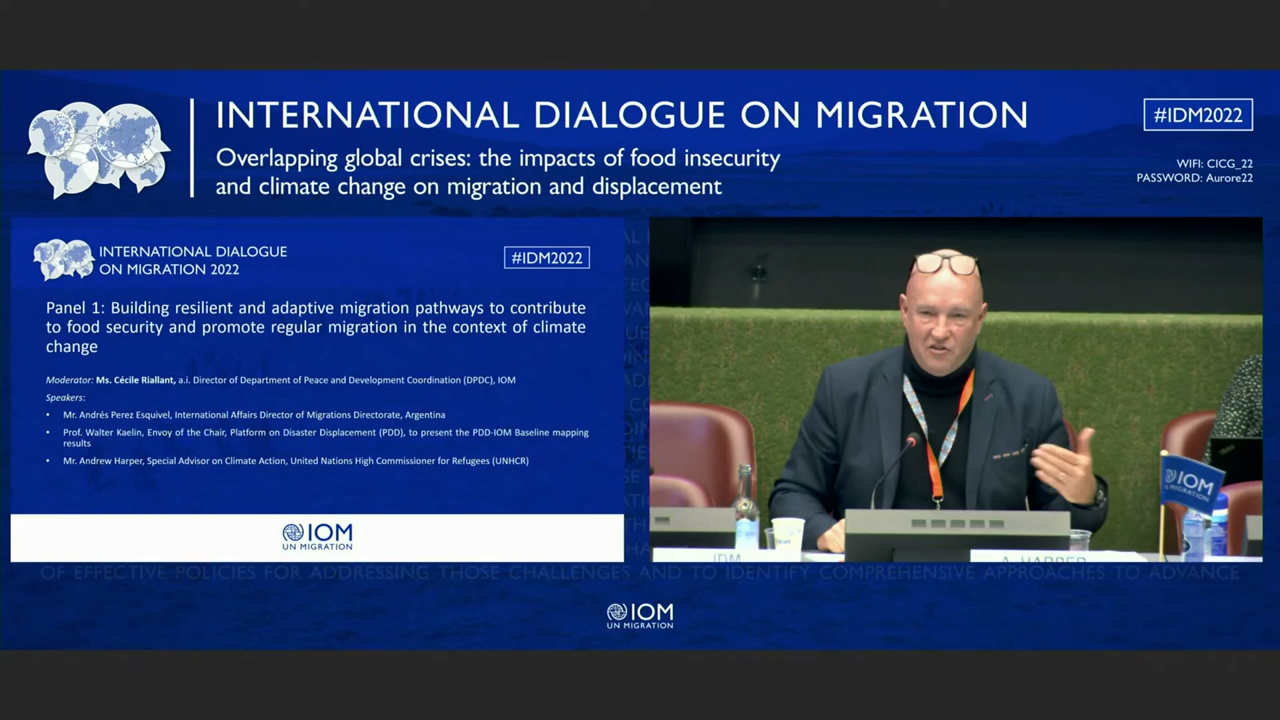 INTERNATIONAL DIALOGUE ON MIGRATION
Overlapping global crises: the impacts of food insecurity
and climate change on migration and displacement
#IDM2022
WIFI: CICG_22
PASSWORD: Aurore22
INTERNATIONAL DIALOGUE
ON MIGRATION 2022
#IDM2022
Panel 1: Building resilient and adaptive migration pathways to contribute
to food security and promote regular migration in the context of climate
change
Moderator: Ms. Cécile Riallant, a.i. Director of Department of Peace and Development Coordination (DPDC), IOM
Speakers:
• Mr. Andrés Perez Esquivel, International Affairs Director of Migrations Directorate, Argentina
• Prof. Walter Kaelin, Envoy of the Chair, Platform on Disaster Displacement (PDD), to present the PDD-IOM Baseline mapping
results
• Mr. Andrew Harper, Special Advisor on Climate Action, United Nations High Commissioner for Refugees (UNHCR)
IOM
UN MIGRATION
IOM
MIGRATION
IDM
A. HARPER
OF EFFECTIVE POLICIES FOR ADDRESSING THOSE CHALLENGES AND TO IDENTIFY COMPREHENSIVE APPROACHES TO ADVANCE
IOM
UN MIGRATION